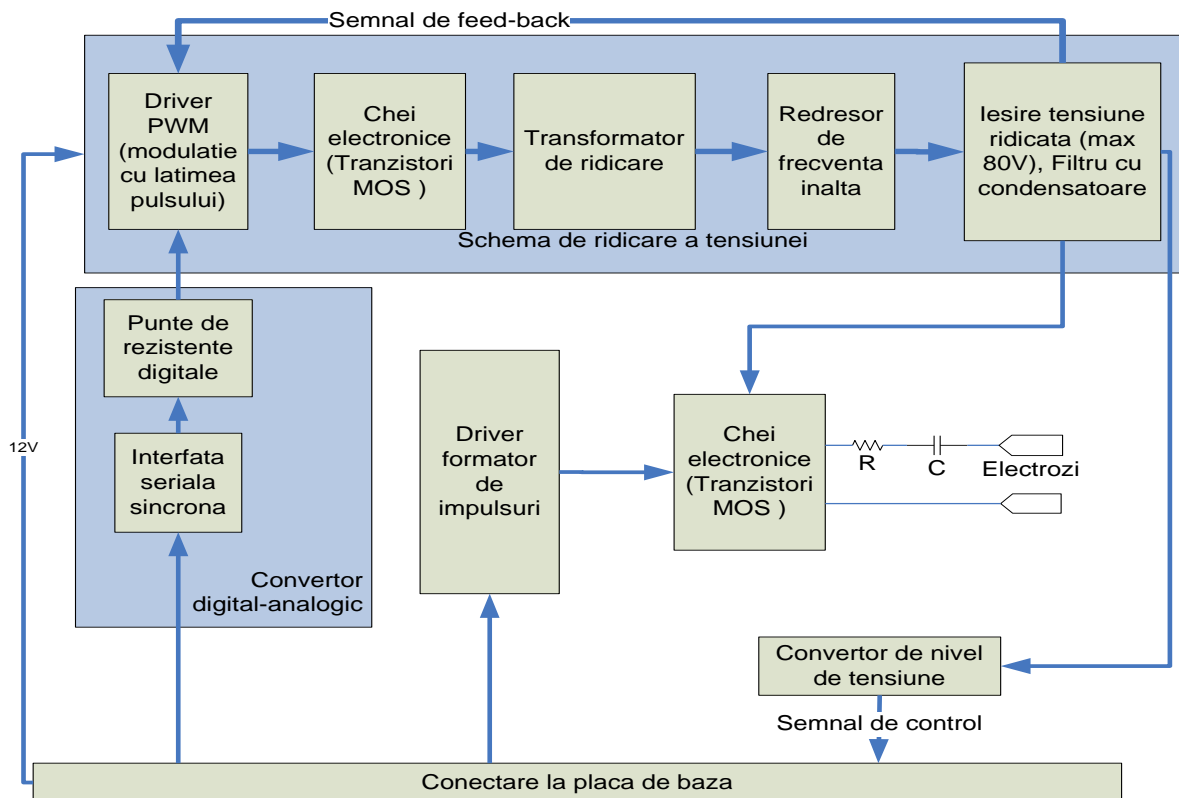 Semnal de feed-back
Driver
PWM
(modulatie
cu latimea
pulsului)
Chei
electronice
(Tranzistori
MOS )
Transformator
de ridicare
Redresor
de
frecventa
inalta
Iesire tensiune
ridicata (max
80V), Filtru cu
condensatoare
Schema de ridicare a tensiunei
Punte de
rezistente
digitale
Interfata
seriala
sincrona
Convertor
digital-analogic
12V
Driver
formator
de
impulsuri
Chei
electronice
(Tranzistori
MOS )
R
C
Electrozi
Convertor de nivel
de tensiune
Semnal de control
Conectare la placa de baza